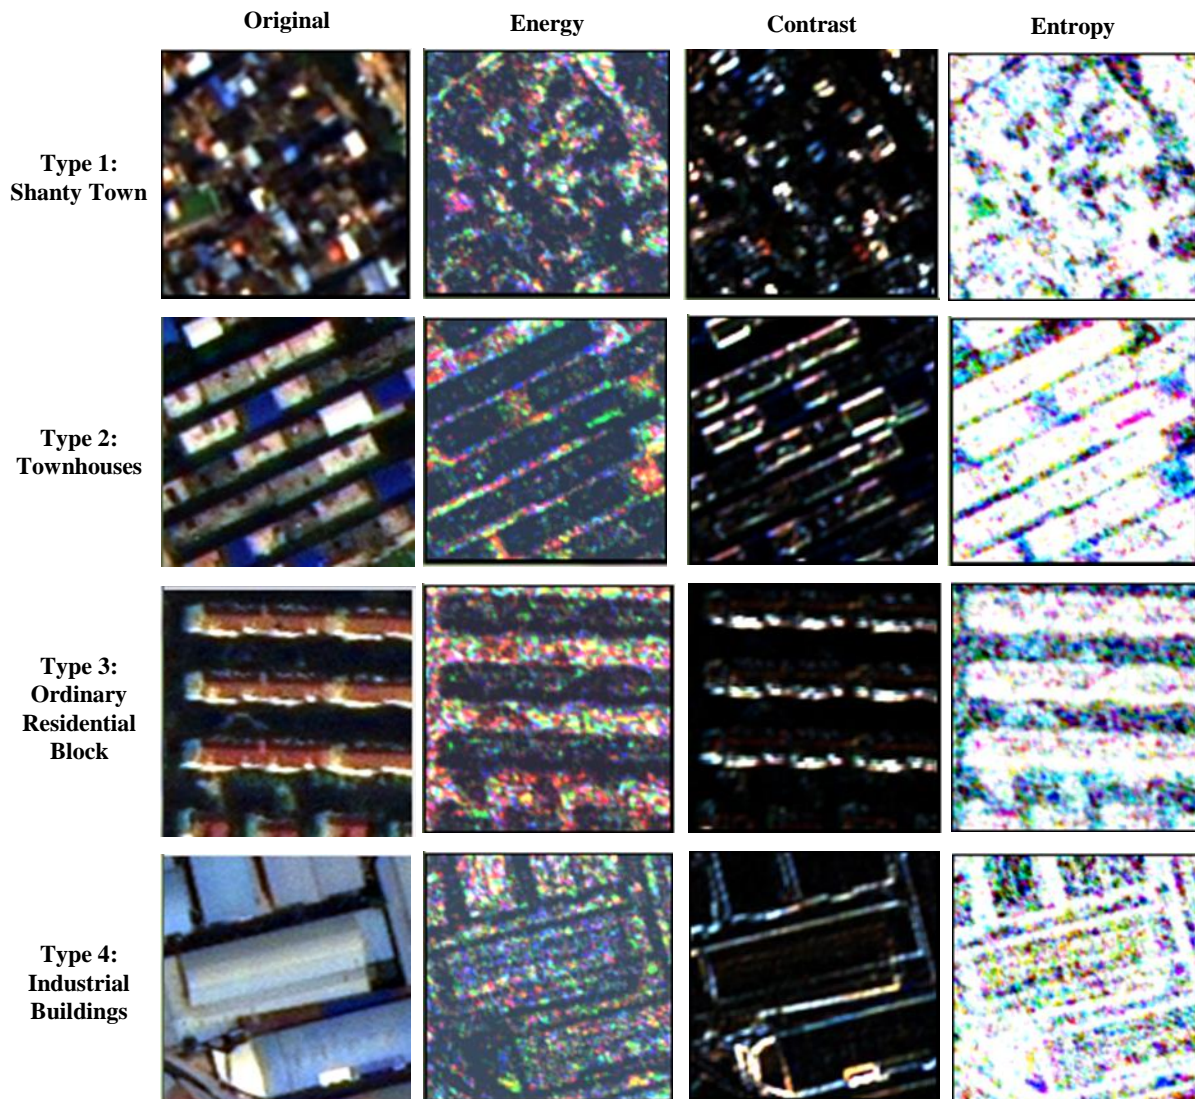 Original
Energy
Contrast
Entropy
Type 1:
Shanty Town
Type 2:
Townhouses
Type 3:
Ordinary
Residential
Block
Type 4:
Industrial
Buildings